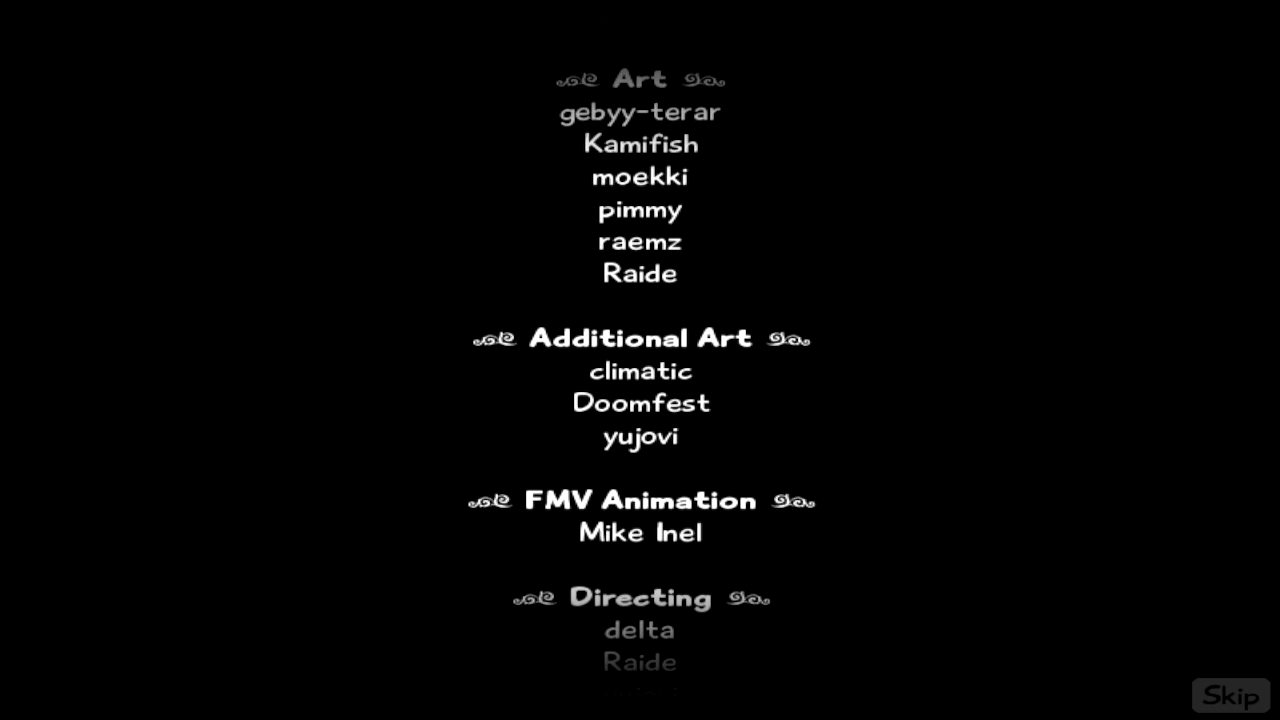 Art
gebyy-terar
Kamifish
moekki
pimmy
raemz
Raide
Additional Art
climatic
Doomfest
yujovi
FMV Animation
Mike Inel
Directing
delta
Raide
Skip